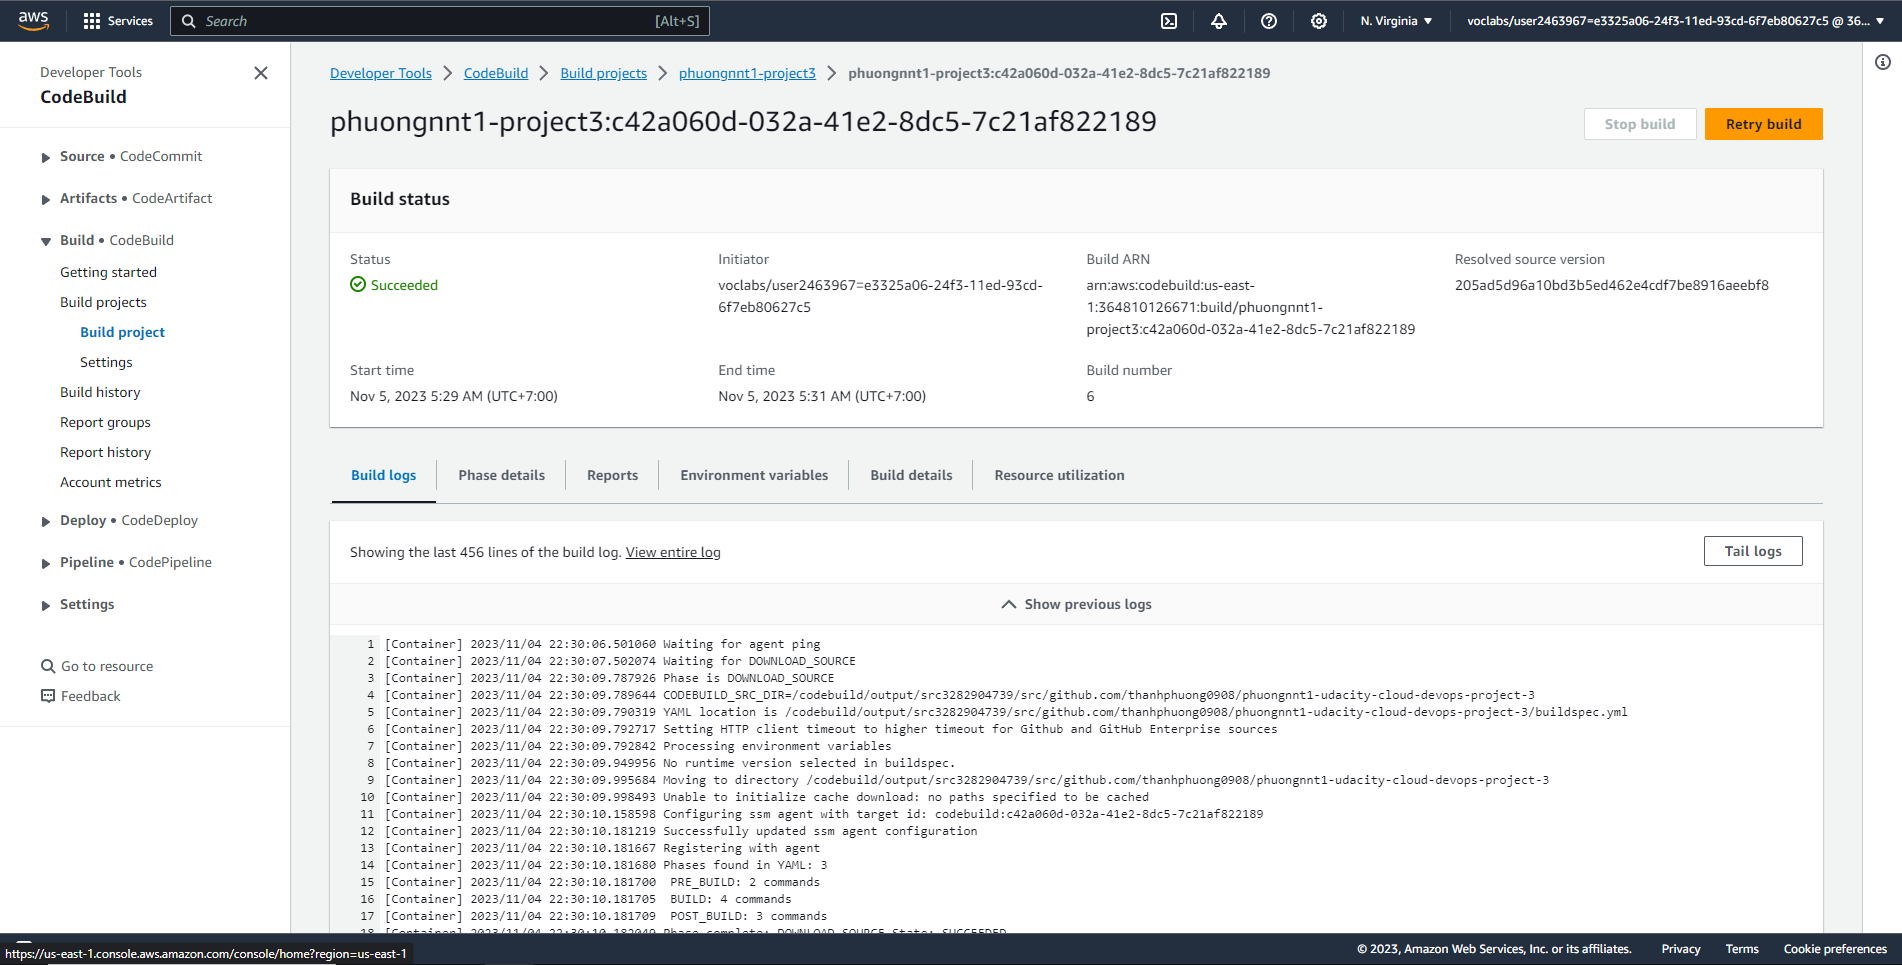 aws
Services
Search
[Alt+S]
N. Virginia
voclabs/user2463967=e3325a06-24f3-11ed-93cd-6f7eb80627c5 @ 36...
Developer Tools
CodeBuild
Source • CodeCommit
Artifacts • CodeArtifact
Build • CodeBuild
Getting started
Build projects
Build project
Settings
Build history
Report groups
Report history
Account metrics
Deploy • CodeDeploy
Pipeline • CodePipeline
Settings
Go to resource
Feedback
Developer Tools
CodeBuild
Build projects
phuongnnt1-project3
phuongnnt1-project3:c42a060d-032a-41e2-8dc5-7c21af822189
phuongnnt1-project3:c42a060d-032a-41e2-8dc5-7c21af822189
Stop build
Retry build
Build status
Status
Succeeded
Initiator
voclabs/user2463967=e3325a06-24f3-11ed-93cd-
6f7eb80627c5
Build ARN
arn:aws:codebuild:us-east-
1:364810126671:build/phuongnnt1-
project3:c42a060d-032a-41e2-8dc5-7c21af822189
Resolved source version
205ad5d96a10bd3b5ed462e4cdf7be8916aeebf8
Start time
Nov 5, 2023 5:29 AM (UTC+7:00)
End time
Nov 5, 2023 5:31 AM (UTC+7:00)
Build number
6
Build logs
Phase details
Reports
Environment variables
Build details
Resource utilization
Showing the last 456 lines of the build log. View entire log
Tail logs
Show previous logs
1 [Container] 2023/11/04 22:30:06.501060 Waiting for agent ping
2 [Container] 2023/11/04 22:30:07.502074 Waiting for DOWNLOAD_SOURCE
3 [Container] 2023/11/04 22:30:09.787926 Phase is DOWNLOAD_SOURCE
4 [Container] 2023/11/04 22:30:09.789644 CODEBUILD_SRC_DIR=/codebuild/output/src3282904739/src/github.com/thanhphuong0908/phuongnnt1-udacity-cloud-devops-project-3
5 [Container] 2023/11/04 22:30:09.790319 YAML location is /codebuild/output/src3282904739/src/github.com/thanhphuong0908/phuongnnt1-udacity-cloud-devops-project-3/buildspec.yml
6 [Container] 2023/11/04 22:30:09.792717 Setting HTTP client timeout to higher timeout for Github and GitHub Enterprise sources
7 [Container] 2023/11/04 22:30:09.792842 Processing environment variables
8 [Container] 2023/11/04 22:30:09.949956 No runtime version selected in buildspec.
9 [Container] 2023/11/04 22:30:09.995684 Moving to directory /codebuild/output/src3282904739/src/github.com/thanhphuong0908/phuongnnt1-udacity-cloud-devops-project-3
10 [Container] 2023/11/04 22:30:09.998493 Unable to initialize cache download: no paths specified to be cached
11 [Container] 2023/11/04 22:30:10.158598 Configuring ssm agent with target id: codebuild:c42a060d-032a-41e2-8dc5-7c21af822189
12 [Container] 2023/11/04 22:30:10.181219 Successfully updated ssm agent configuration
13 [Container] 2023/11/04 22:30:10.181667 Registering with agent
14 [Container] 2023/11/04 22:30:10.181680 Phases found in YAML: 3
15 [Container] 2023/11/04 22:30:10.181700 PRE_BUILD: 2 commands
16 [Container] 2023/11/04 22:30:10.181705 BUILD: 4 commands
17 [Container] 2023/11/04 22:30:10.181709 POST_BUILD: 3 commands
18 [Container] 2023/11/04 22:30:10.182049 Phase complete: DOWNLOAD_SOURCE State: SUCCEEDED
https://us-east-1.console.aws.amazon.com/console/home?region=us-east-1
© 2023, Amazon Web Services, Inc. or its affiliates.
Privacy
Terms
Cookie preferences